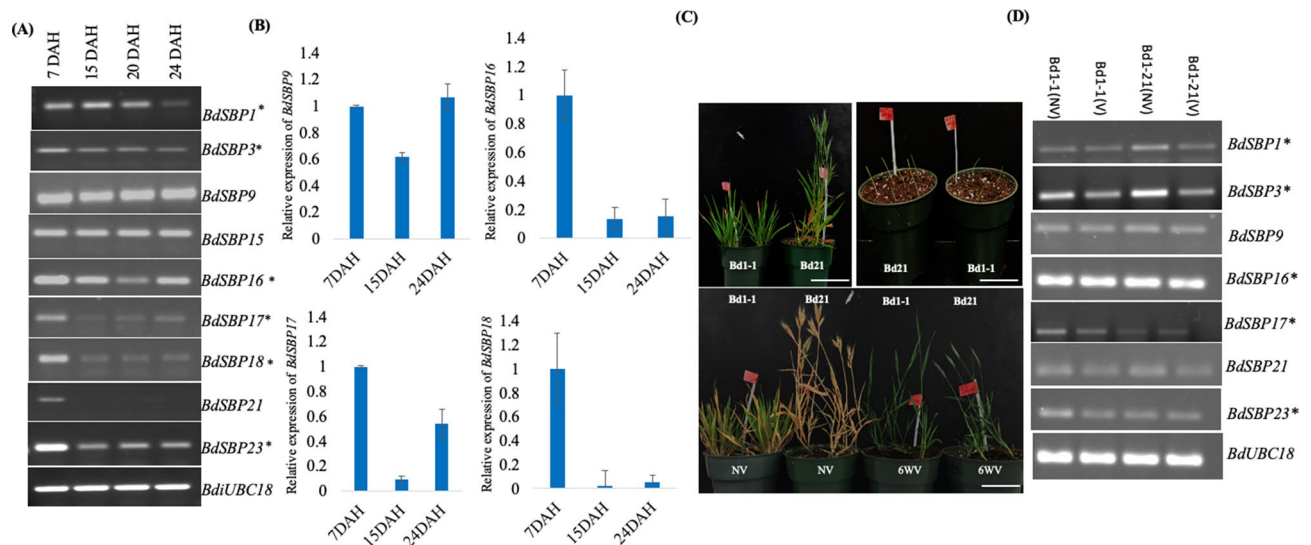 (A)
7 DAH
15 DAH
20 DAH
24 DAH
BdSBP1*
BdSBP3*
BdSBP9
BdSBP15
BdSBP16*
BdSBP17*
BdSBP18*
BdSBP21
BdSBP23*
BdiUBC18
(B)
Relative expression of BdSBP9
1.4
1.2
1
0.8
0.6
0.4
0.2
0
7DAH
15DAH
24DAH
Relative expression of BdSBP16
1.4
1.2
1
0.8
0.6
0.4
0.2
0
7DAH
15DAH
24DAH
Relative expression of BdSBP17
1.4
1.2
1
0.8
0.6
0.4
0.2
0
7DAH
15DAH
24DAH
Relative expression of BdSBP18
1.4
1.2
1
0.8
0.6
0.4
0.2
0
7DAH
15DAH
24DAH
(C)
Bd1-1
Bd21
Bd21
Bd1-1
Bd1-1
Bd21
Bd1-1
Bd21
NV
NV
6WV
6WV
(D)
Bd1-1(NV)
Bd1-1(V)
Bd1-21(NV)
Bd1-21(V)
BdSBP1*
BdSBP3*
BdSBP9
BdSBP16*
BdSBP17*
BdSBP21
BdSBP23*
BdUBC18